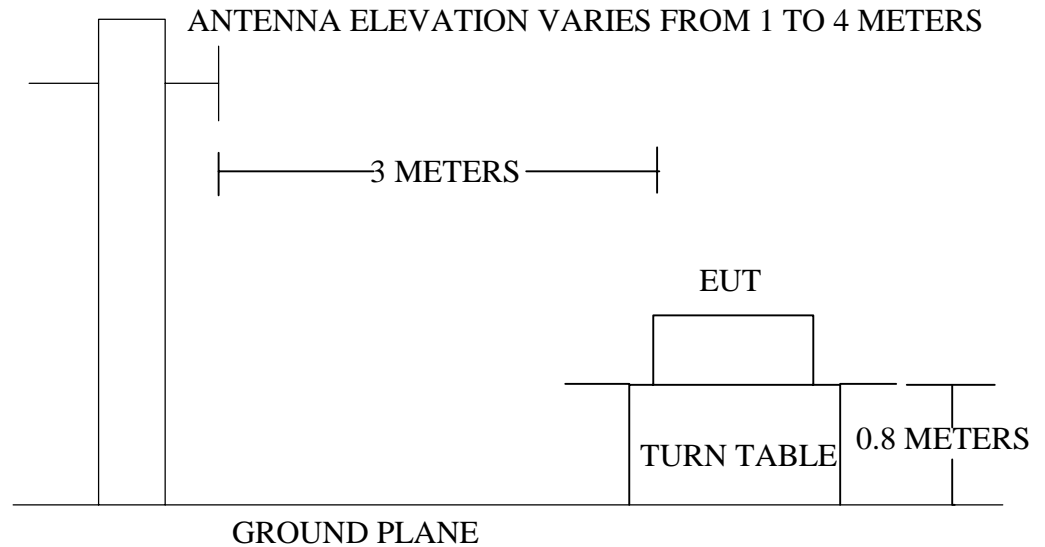 ANTENNA ELEVATION VARIES FROM 1 TO 4 METERS
3 METERS
EUT
0.8 METERS
TURN TABLE
GROUND PLANE